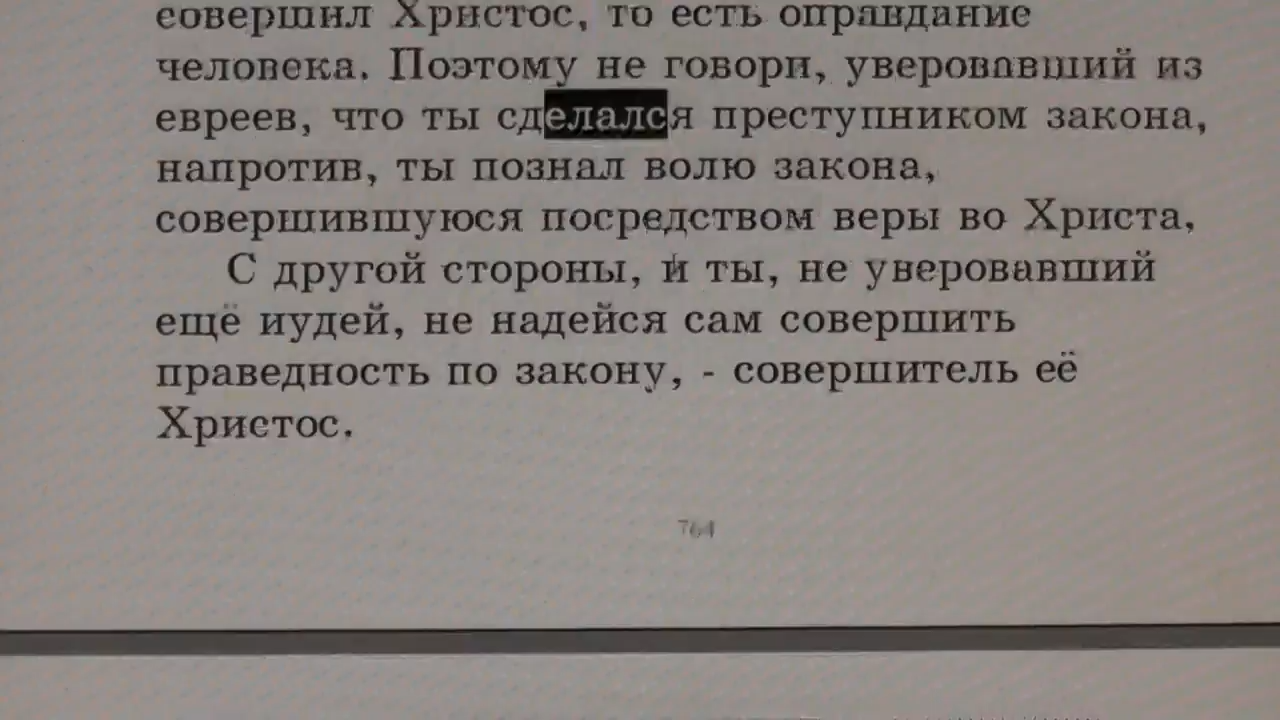 совершил Христос, то есть оправдание
человека. Поэтому не говори, уверовавший из
евреев, что ты сделался преступником закона,
напротив, ты познал волю закона,
совершившуюся посредством веры во Христа,
С другой стороны, и ты, не уверовавший
ещё иудей, не надейся сам совершить
праведность по закону, - совершитель её
Христос.
764